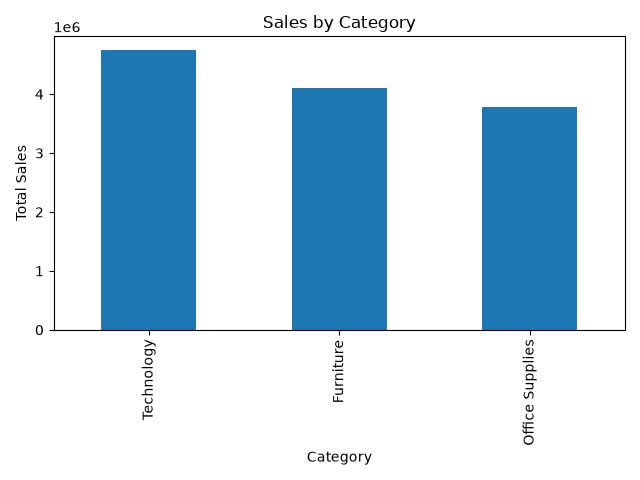 Sales by Category
1e6
4
3
2
1
0
Total Sales
Technology
Furniture
Office Supplies
Category